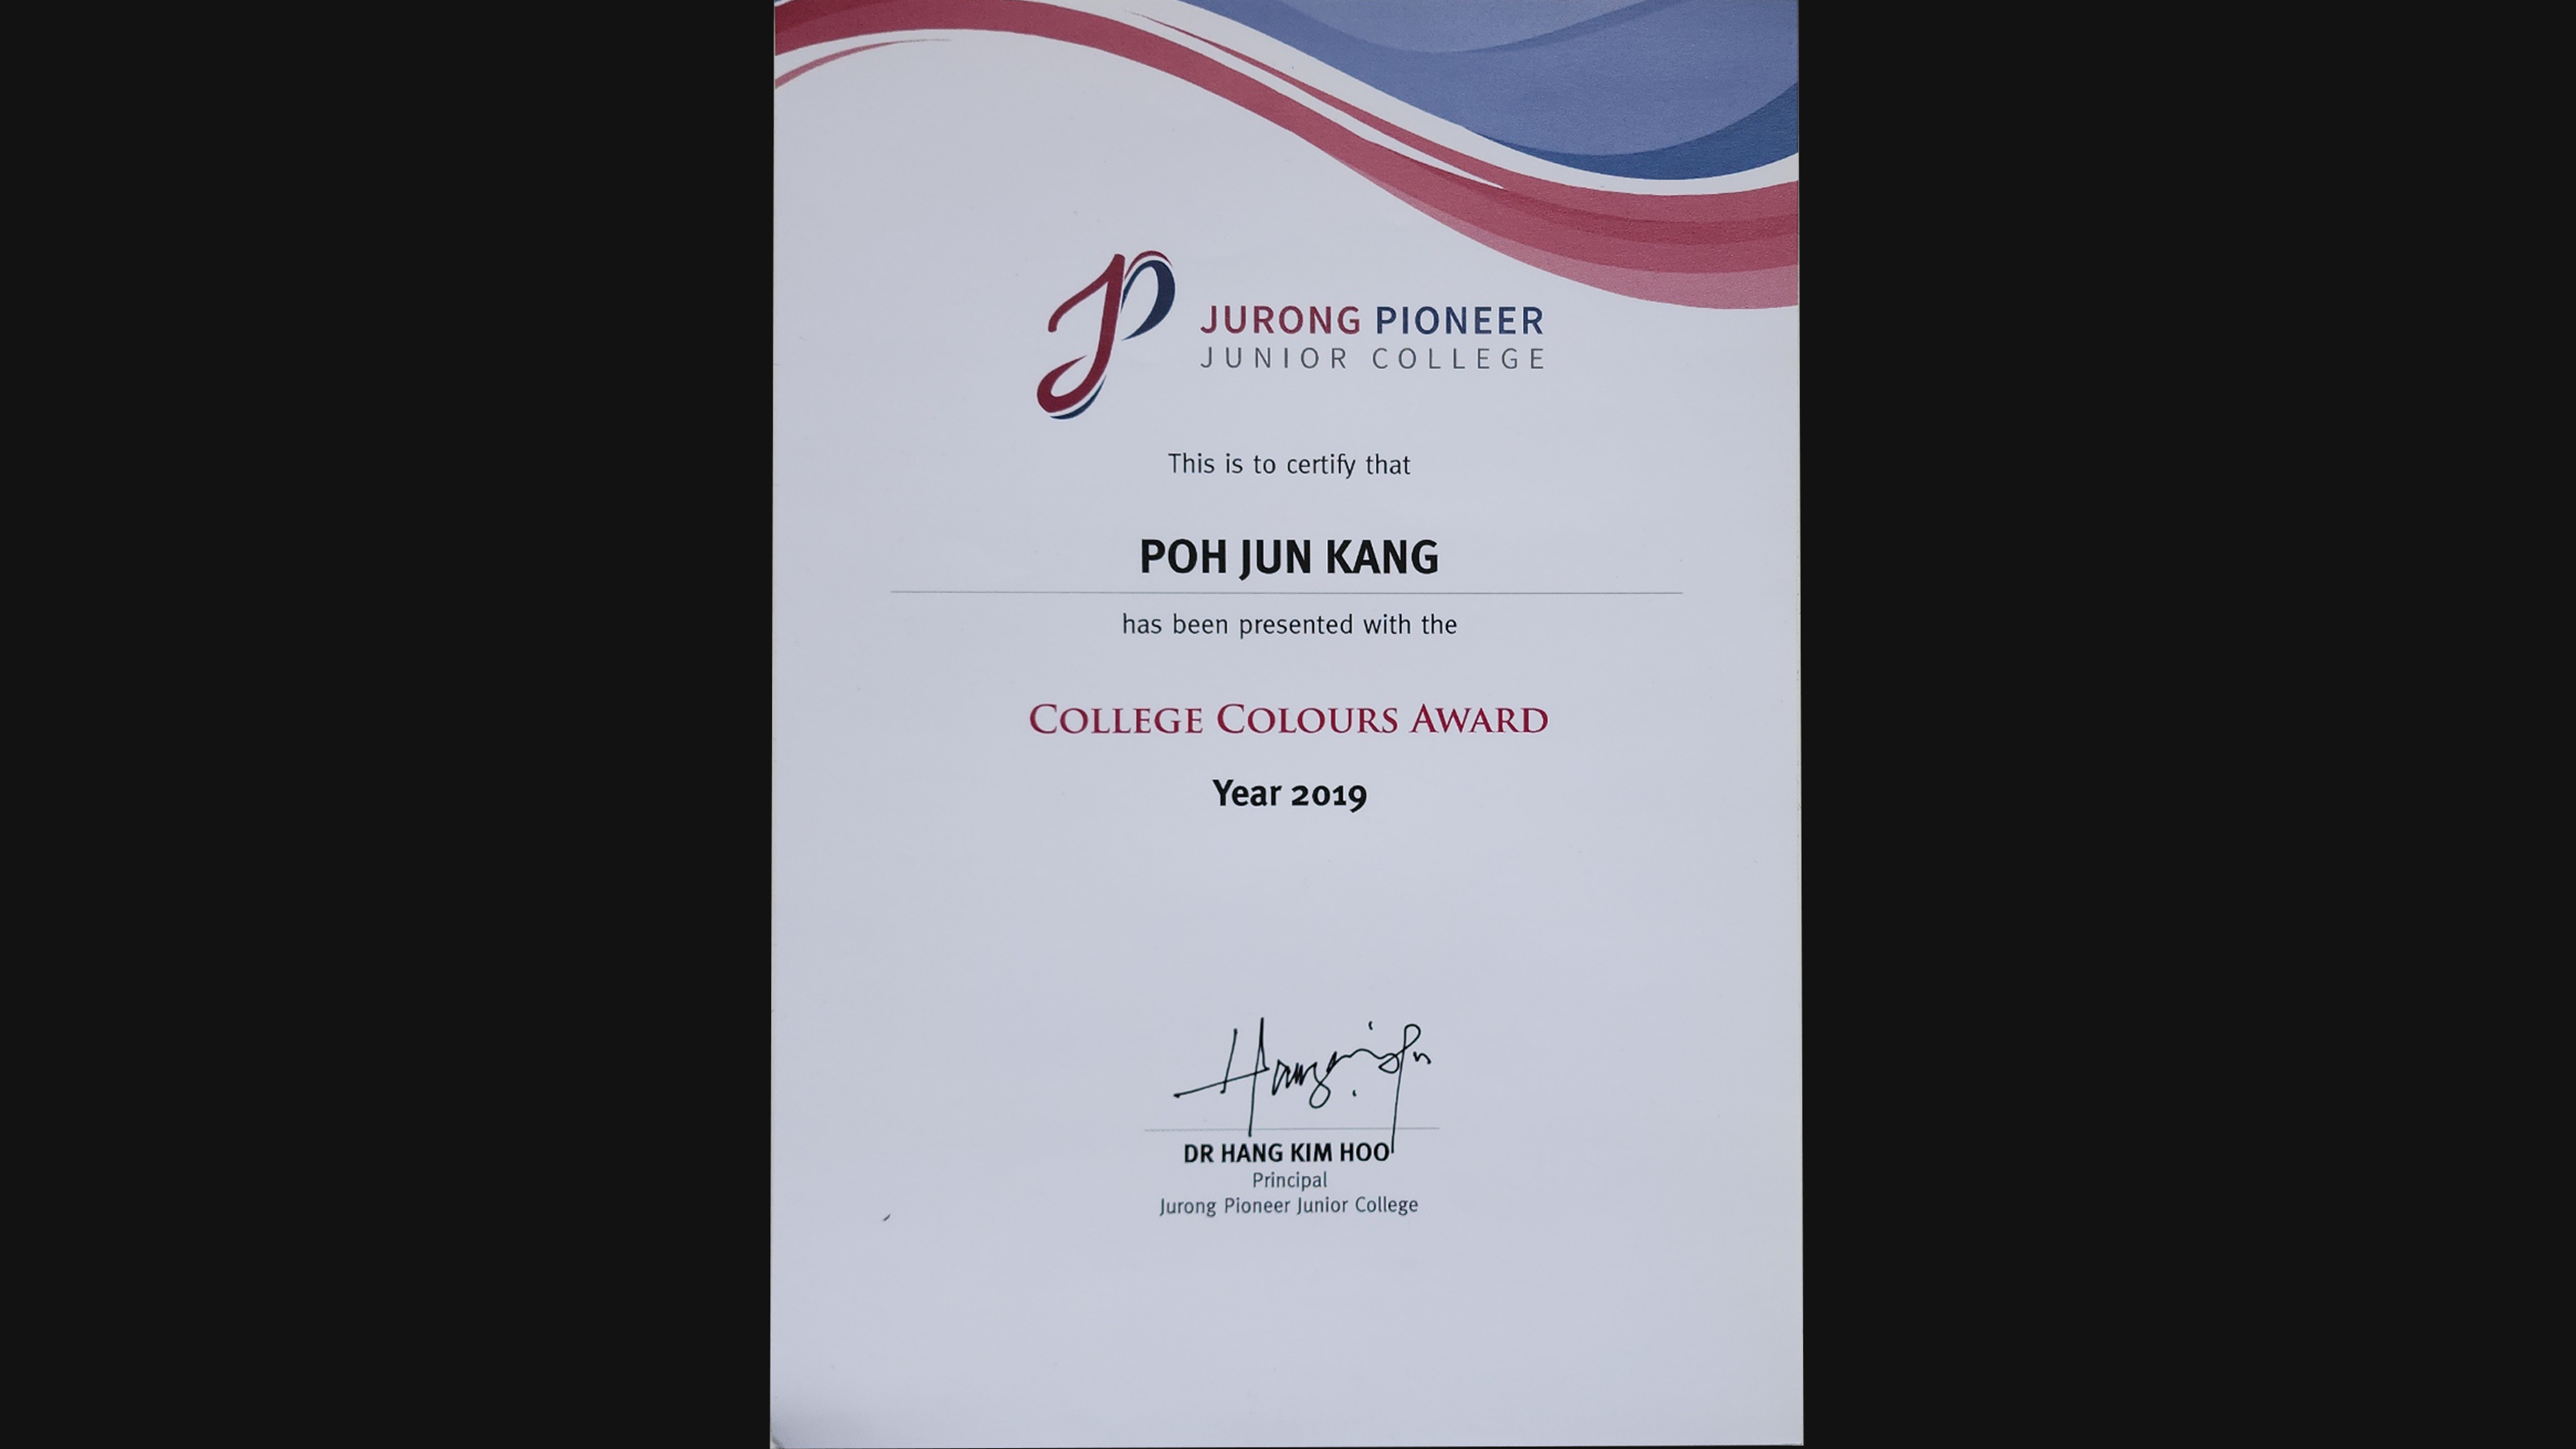 JURONG PIONEER
JUNIOR COLLEGE
This is to certify that
POH JUN KANG
has been presented with the
COLLEGE COLOURS AWARD
Year 2019
DR HANG KIM HOO
Principal
Jurong Pioneer Junior College